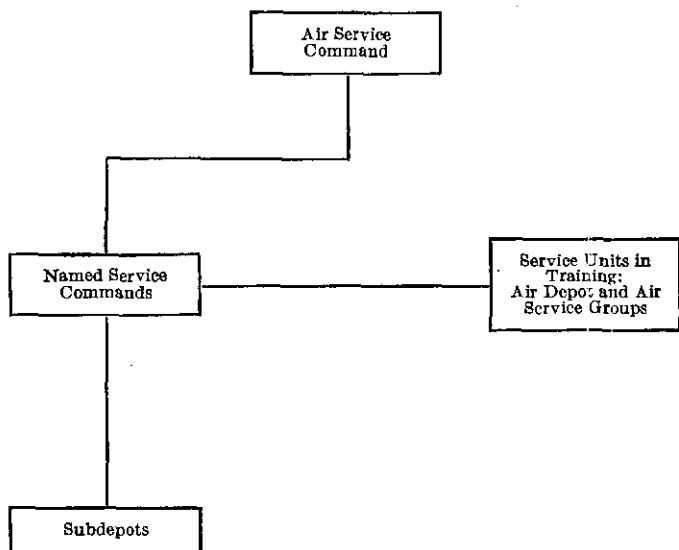 Air Service
Command
Named Service
Commands
Service Units in
Training:
Air Depot and Air
Service Groups
Subdepots